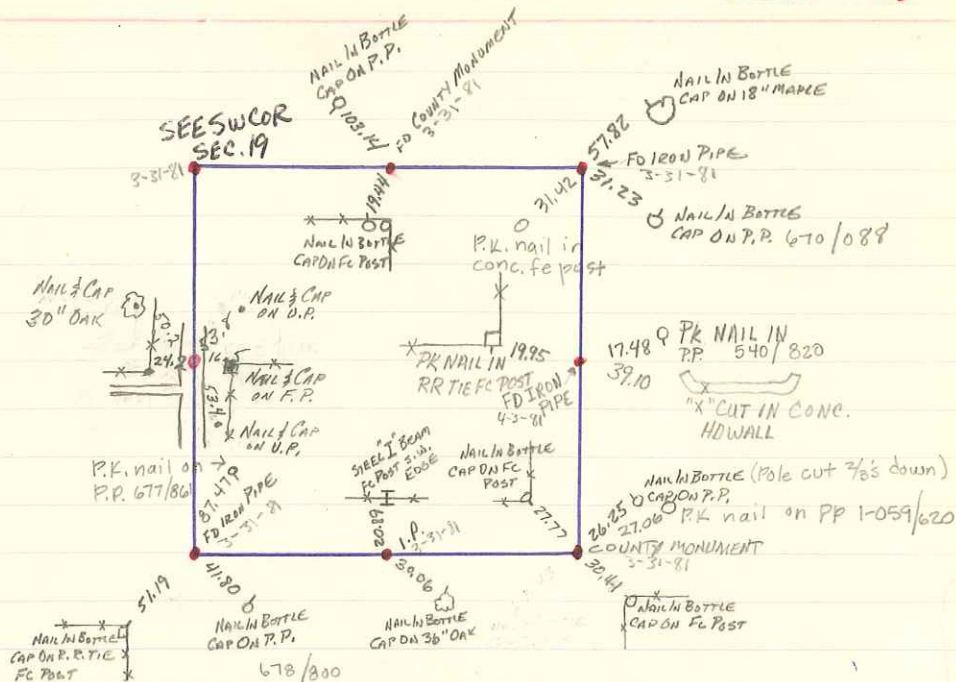 NAIL IN BOTTLE
CAP ON P.P.
103.14
FD COUNTY MONUMENT
3-31-81
NAIL IN BOTTLE
CAP ON 18" MAPLE
57.82
SEE SW COR
SEC. 19
3-31-81
FD IRON PIPE
3-31-81
31.23
NAIL IN BOTTLE
CAP ON P.P. 670/088
19.44
NAIL IN BOTTLE
CAP ON FC POST
31.42
P.K. nail in
conc. fe post
NAIL & CAP
30" OAK
NAIL & CAP
ON U.P.
24.2
NAIL & CAP
ON F.P.
53.40
NAIL & CAP
ON U.P.
PK NAIL IN 19.95
RR TIE FC POST
FD IRON
PIPE
4-3-81
17.48
PK NAIL IN
P.P. 540/820
39.10
"X" CUT IN CONC.
HDWALL
P.K. nail on
P.P. 677/861
87.47
FD IRON PIPE
3-31-81
STEEL "I" BEAM
FC POST S.W.
EDGE
20.89
I.P.
3-31-81
NAIL IN BOTTLE
CAP ON FC
POST
27.77
NAIL IN BOTTLE (Pole cut 2/3's down)
CAP ON P.P.
26.25
27.06
P.K nail on PP 1-059/620
COUNTY MONUMENT
3-31-81
30.41
51.19
41.80
39.06
NAIL IN BOTTLE
CAP ON R.R. TIE
FC POST
NAIL IN BOTTLE
CAP ON P.P.
678/800
NAIL IN BOTTLE
CAP ON 36" OAK
NAIL IN BOTTLE
CAP ON FC POST